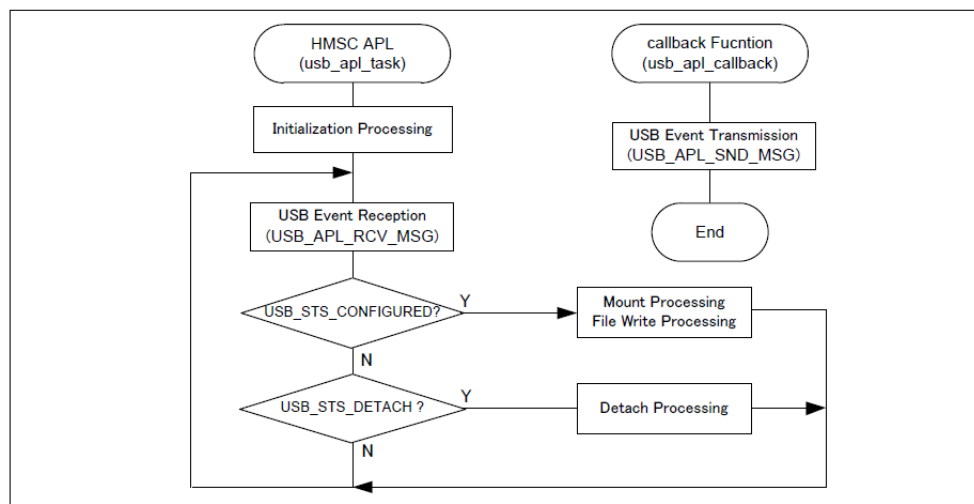 HMSC APL
(usb_apl_task)
callback Fucntion
(usb_apl_callback)
Initialization Processing
USB Event Transmission
(USB_APL_SND_MSG)
USB Event Reception
(USB_APL_RCV_MSG)
End
USB_STS_CONFIGURED?
Y
Mount Processing
File Write Processing
N
USB_STS_DETACH ?
Y
Detach Processing
N